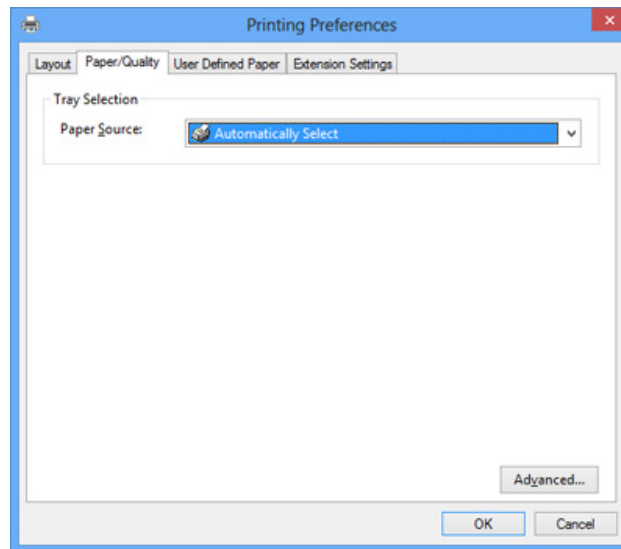 Printing Preferences
Layout Paper/Quality User Defined Paper Extension Settings
Tray Selection
Paper Source: Automatically Select
Advanced...
OK Cancel